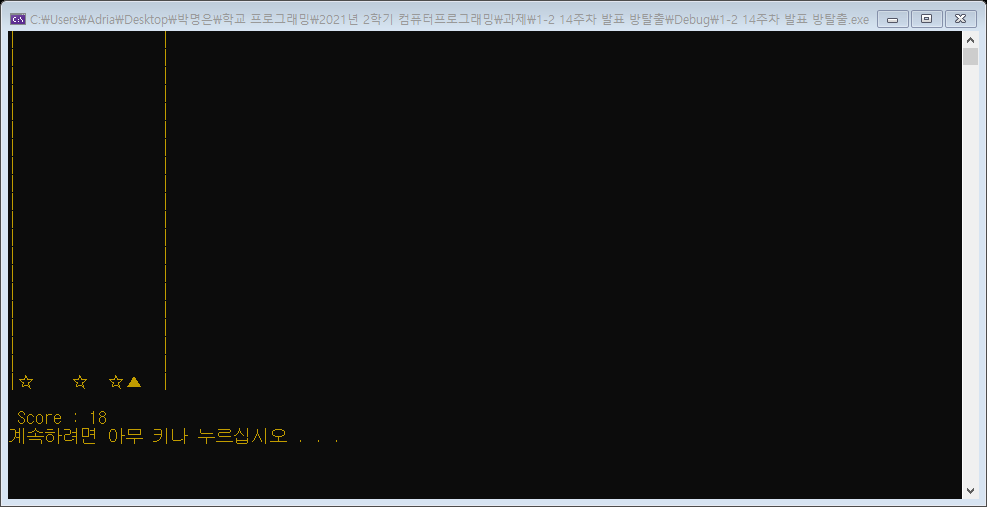 C:\Users\Adria\Desktop\박명은\학교 프로그래밍\2021년 2학기 컴퓨터프로그래밍\과제\1-2 14주차 발표 방탈출\Debug\1-2 14주차 발표 방탈출.exe
☆ ☆ ☆▲
Score : 18
계속하려면 아무 키나 누르십시오 . . .